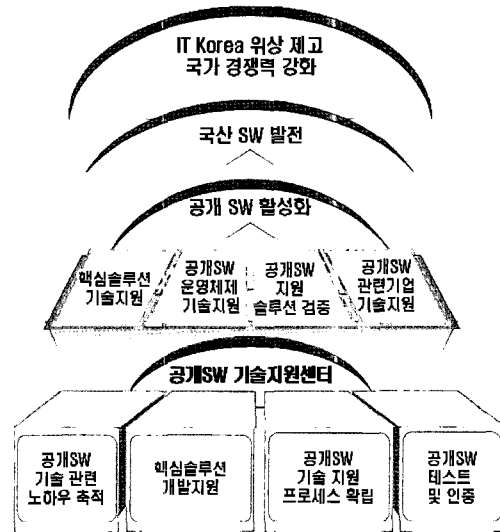 IT Korea 위상 제고
국가 경쟁력 강화
국산 SW 발전
공개 SW 활성화
핵심솔루션
기술지원
공개SW
운영체제
기술지원
공개SW
지원
솔루션 검증
공개SW
관련기업
기술지원
공개SW 기술지원센터
공개SW
기술 관련
노하우 축적
핵심솔루션
개발지원
공개SW
기술 지원
프로세스 확립
공개SW
테스트
및 인증